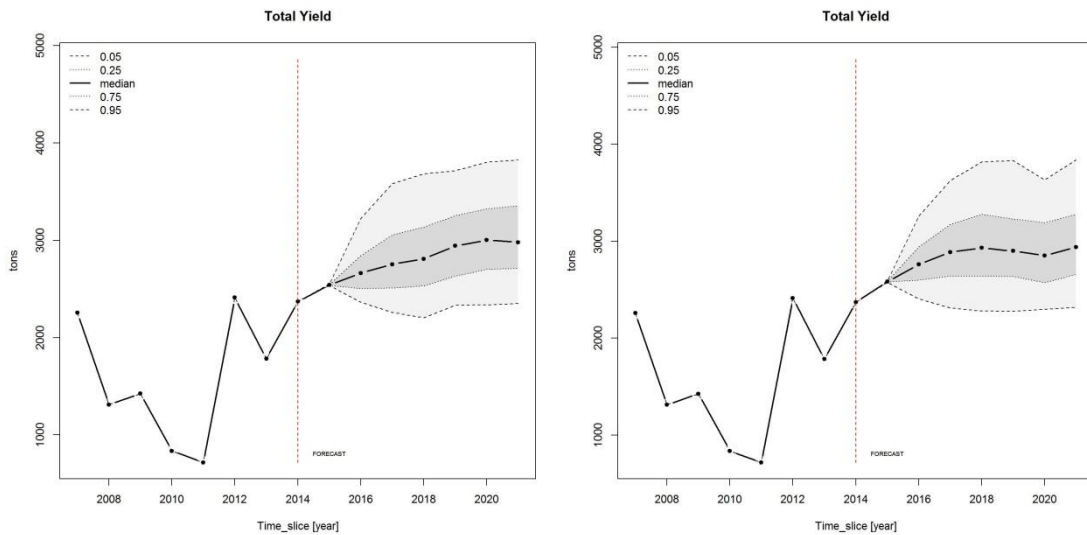 Total Yield
5000
4000
3000
2000
1000
tons
0.05
0.25
median
0.75
0.95
FORECAST
2008 2010 2012 2014 2016 2018 2020
Time_slice [year]
Total Yield
5000
4000
3000
2000
1000
tons
0.05
0.25
median
0.75
0.95
FORECAST
2008 2010 2012 2014 2016 2018 2020
Time_slice [year]